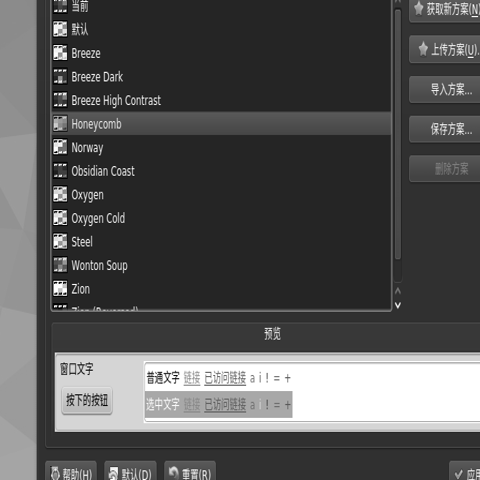 当前
默认
Breeze
Breeze Dark
Breeze High Contrast
Honeycomb
Norway
Obsidian Coast
Oxygen
Oxygen Cold
Steel
Wonton Soup
Zion
Zion (Reversed)
获取新方案(N)
上传方案(U)...
导入方案...
保存方案...
删除方案
预览
窗口文字
按下的按钮
普通文字 链接 已访问链接 a i ! = +
选中文字 链接 已访问链接 a i ! = +
帮助(H)
默认(D)
重置(R)
应用